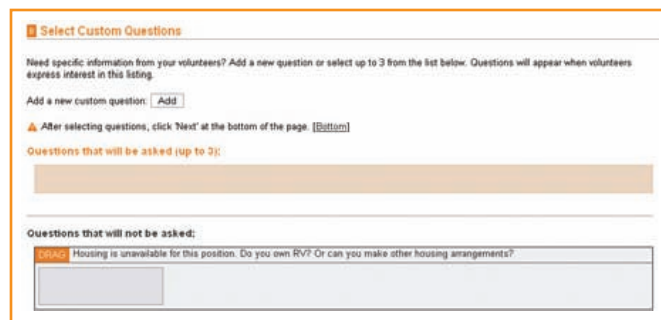 Select Custom Questions
Need specific information from your volunteers? Add a new question or select up to 3 from the list below. Questions will appear when volunteers
express interest in this listing.
Add a new custom question: Add
After selecting questions, click 'Next' at the bottom of the page. [Bottom]
Questions that will be asked (up to 3):
Questions that will not be asked:
DRAG Housing is unavailable for this position. Do you own RV? Or can you make other housing arrangements?